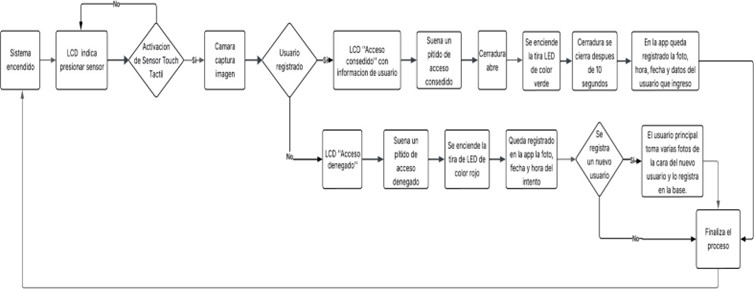 No
Sistema
encendido
LCD indica
presionar sensor
Activacion
de Sensor Touch
Tactil
Si
Camara
captura
imagen
Usuario
registrado
Si
LCD "Acceso
consedido" con
informacion de usuario
Suena un
pitido de
acceso
consedido
Cerradura
abre
Se enciende
la tira LED
de color
verde
Cerradura se
cierra despues
de 10
segundos
En la app queda
registrado la foto,
hora, fecha y datos del
usuario que ingreso
No
LCD "Acceso
denegado"
Suena un
pitido de
acceso
denegado
Se enciende la
tira de LED de
color rojo
Queda registrado
en la app la foto,
fecha y hora del
intento
Se
registra
un nuevo
usuario
Si
El usuario principal
toma varias fotos de
la cara del nuevo
usuario y lo registra
en la base.
No
Finaliza el
proceso